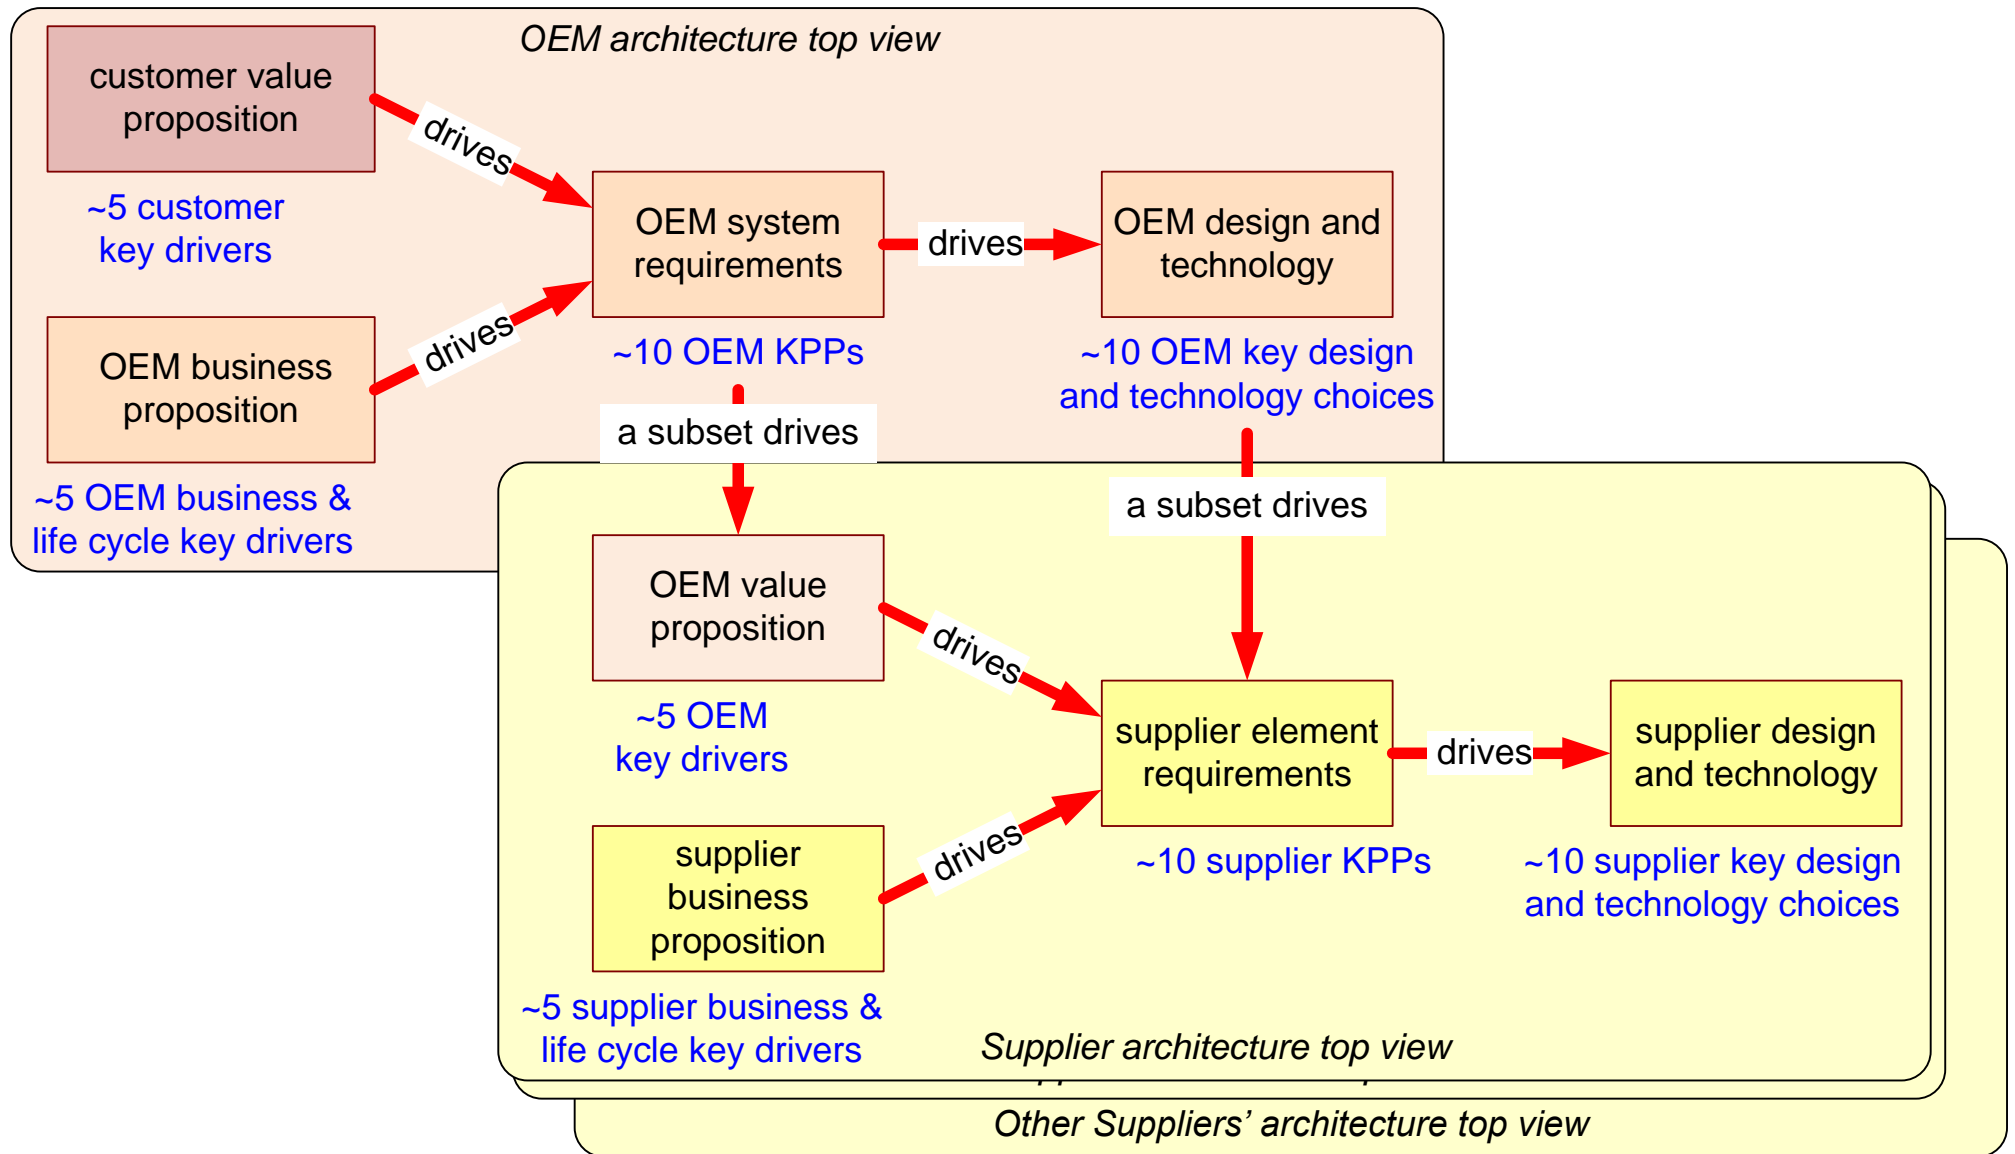 OEM architecture top view
customer value
proposition
drives
~5 customer
key drivers
OEM system
requirements
drives
OEM design and
technology
OEM business
proposition
drives
~10 OEM KPPs
~10 OEM key design
and technology choices
a subset drives
~5 OEM business &
life cycle key drivers
a subset drives
OEM value
proposition
drives
~5 OEM
key drivers
supplier element
requirements
drives
supplier design
and technology
supplier
business
proposition
drives
~10 supplier KPPs
~10 supplier key design
and technology choices
~5 supplier business &
life cycle key drivers
Supplier architecture top view
Other Suppliers’ architecture top view